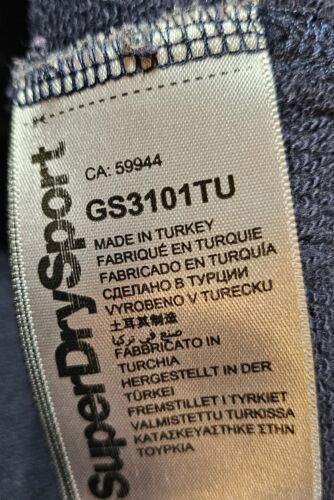 SuperDrySport
CA: 59944
GS3101TU
MADE IN TURKEY
FABRIQUÉ EN TURQUIE
FABRICADO EN TURQUÍA
СДЕЛАНО В ТУРЦИИ
VYROBENO V TURECKU
土耳其制造
صنع في تركيا
FABBRICATO IN
TURCHIA
HERGESTELLT IN DER
TÜRKEI
FREMSTILLET I TYRKIET
VALMISTETTU TURKISSA
ΚΑΤΑΣΚΕΥΑΣΤΗΚΕ ΣΤΗΝ
ΤΟΥΡΚΙΑ